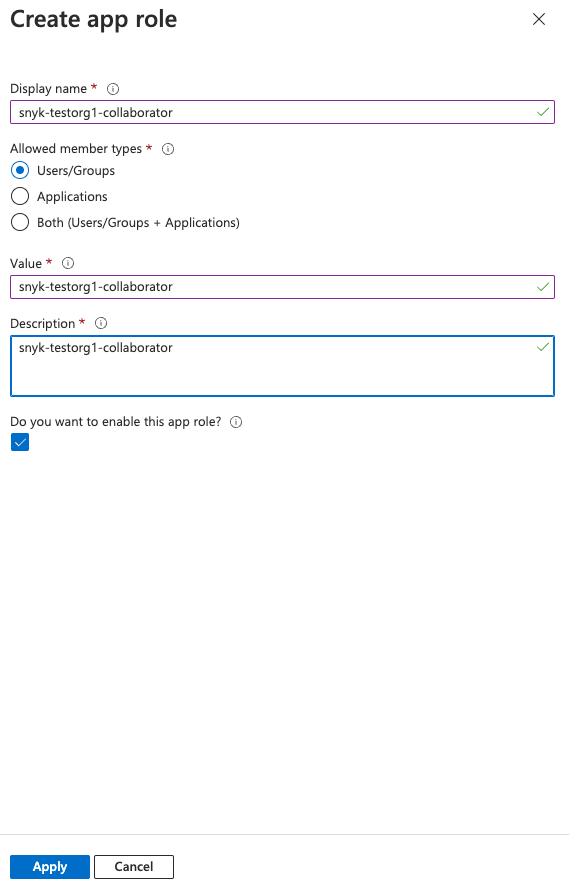 Create app role
Display name *
snyk-testorg1-collaborator
Allowed member types *
Users/Groups
Applications
Both (Users/Groups + Applications)
Value *
snyk-testorg1-collaborator
Description *
snyk-testorg1-collaborator
Do you want to enable this app role?
Apply Cancel